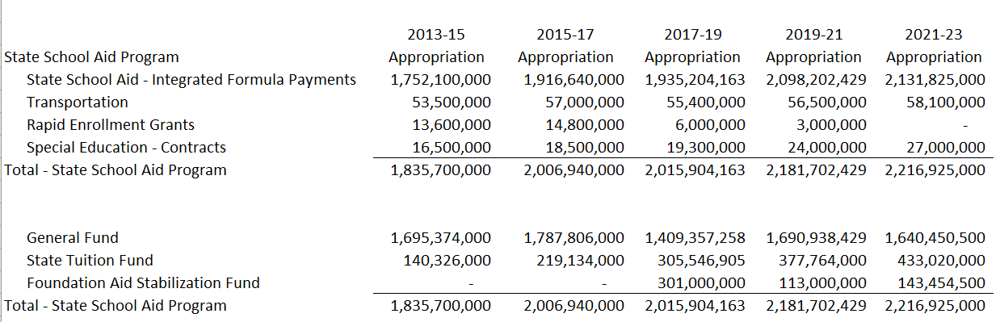 2013-15 2015-17 2017-19 2019-21 2021-23
State School Aid Program Appropriation Appropriation Appropriation Appropriation Appropriation
State School Aid - Integrated Formula Payments 1,752,100,000 1,916,640,000 1,935,204,163 2,098,202,429 2,131,825,000
Transportation 53,500,000 57,000,000 55,400,000 56,500,000 58,100,000
Rapid Enrollment Grants 13,600,000 14,800,000 6,000,000 3,000,000 -
Special Education - Contracts 16,500,000 18,500,000 19,300,000 24,000,000 27,000,000
Total - State School Aid Program 1,835,700,000 2,006,940,000 2,015,904,163 2,181,702,429 2,216,925,000
General Fund 1,695,374,000 1,787,806,000 1,409,357,258 1,690,938,429 1,640,450,500
State Tuition Fund 140,326,000 219,134,000 305,546,905 377,764,000 433,020,000
Foundation Aid Stabilization Fund - - 301,000,000 113,000,000 143,454,500
Total - State School Aid Program 1,835,700,000 2,006,940,000 2,015,904,163 2,181,702,429 2,216,925,000